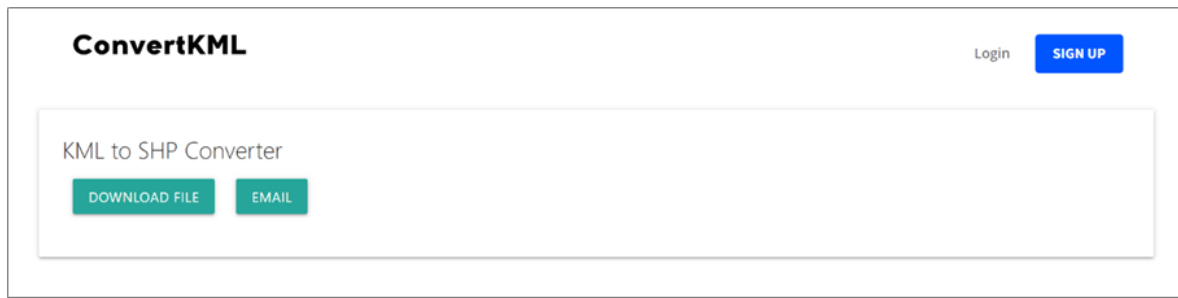 ConvertKML
Login
SIGN UP
KML to SHP Converter
DOWNLOAD FILE
EMAIL